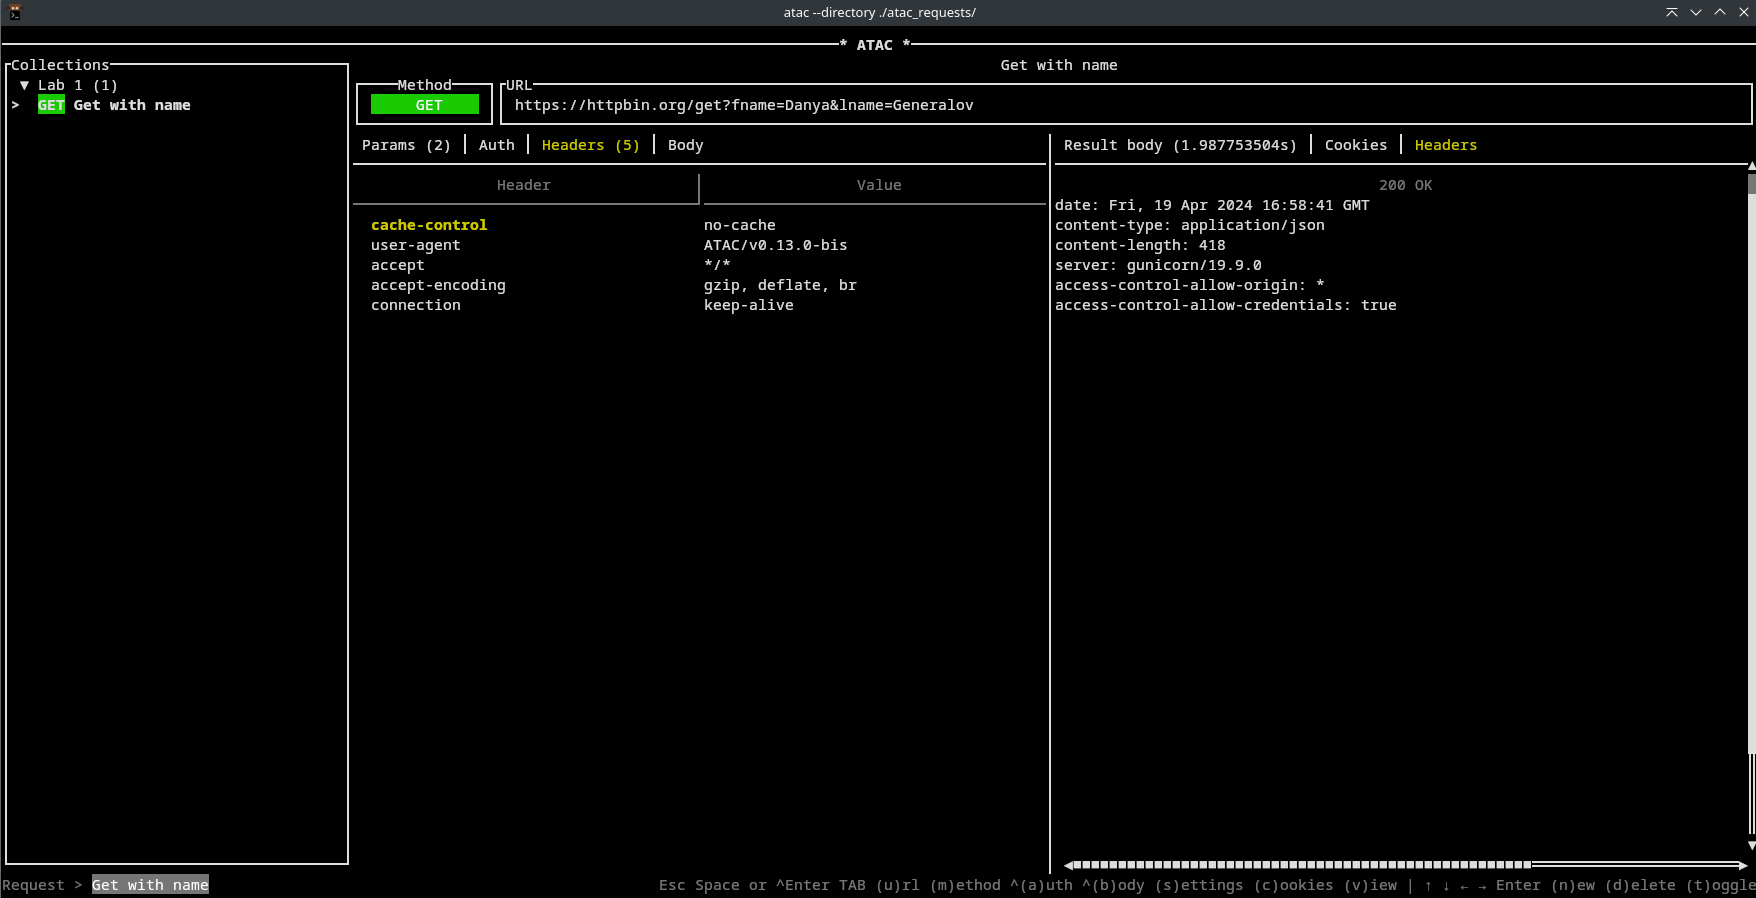 atac --directory ./atac_requests/
* ATAC *
Collections
▼ Lab 1 (1)
> GET Get with name
Get with name
Method
GET
URL
https://httpbin.org/get?fname=Danya&lname=Generalov
Params (2) | Auth | Headers (5) | Body
Header Value
cache-control no-cache
user-agent ATAC/v0.13.0-bis
accept */*
accept-encoding gzip, deflate, br
connection keep-alive
Result body (1.987753504s) | Cookies | Headers
200 OK
date: Fri, 19 Apr 2024 16:58:41 GMT
content-type: application/json
content-length: 418
server: gunicorn/19.9.0
access-control-allow-origin: *
access-control-allow-credentials: true
Request > Get with name
Esc Space or ^Enter TAB (u)rl (m)ethod ^(a)uth ^(b)ody (s)ettings (c)ookies (v)iew | ↑ ↓ ← → Enter (n)ew (d)elete (t)oggle